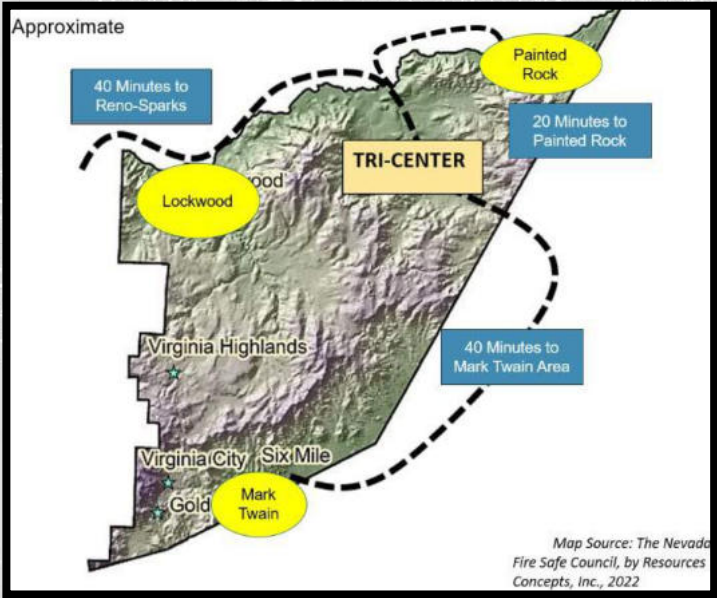 Approximate
Painted
Rock
40 Minutes to
Reno-Sparks
20 Minutes to
Painted Rock
TRI-CENTER
ood
Lockwood
Virginia Highlands
40 Minutes to
Mark Twain Area
Virginia City
Six Mile
Gold
Mark
Twain
Map Source: The Nevada
Fire Safe Council, by Resources
Concepts, Inc., 2022